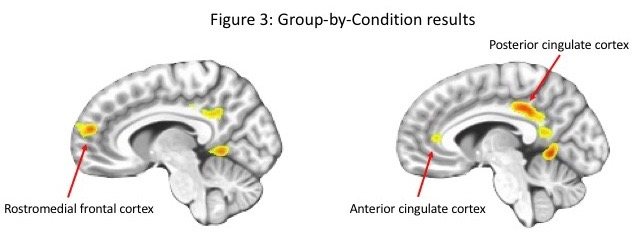 Figure 3: Group-by-Condition results
Posterior cingulate cortex
Rostromedial frontal cortex
Anterior cingulate cortex